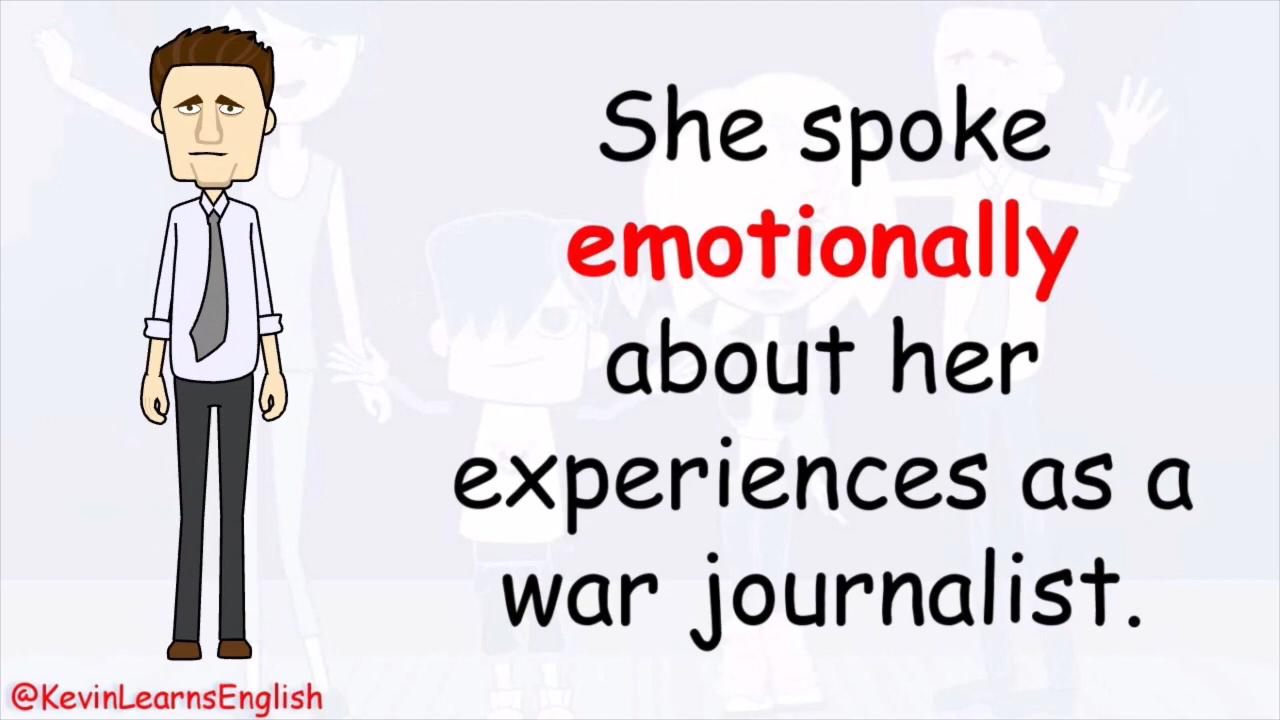 She spoke
emotionally
about her
experiences as a
war journalist.
@KevinLearnsEnglish